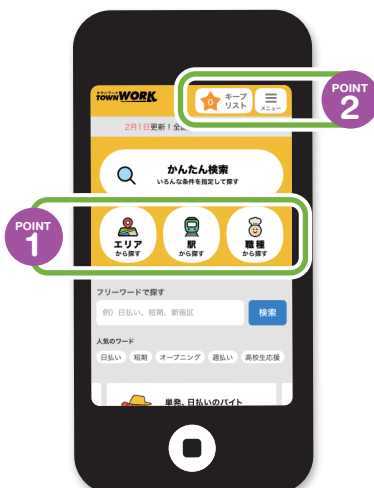 タウンワーク
TOWNWORK
0
キープ
リスト
メニュー
POINT
2
2月1日更新！全
かんたん検索
いろんな条件を指定して探す
POINT
1
エリア
から探す
駅
から探す
職種
から探す
フリーワードで探す
例）日払い、短期、新宿区
検索
人気のワード
日払い 短期 オープニング 週払い 高校生応援
単発、日払いのバイト